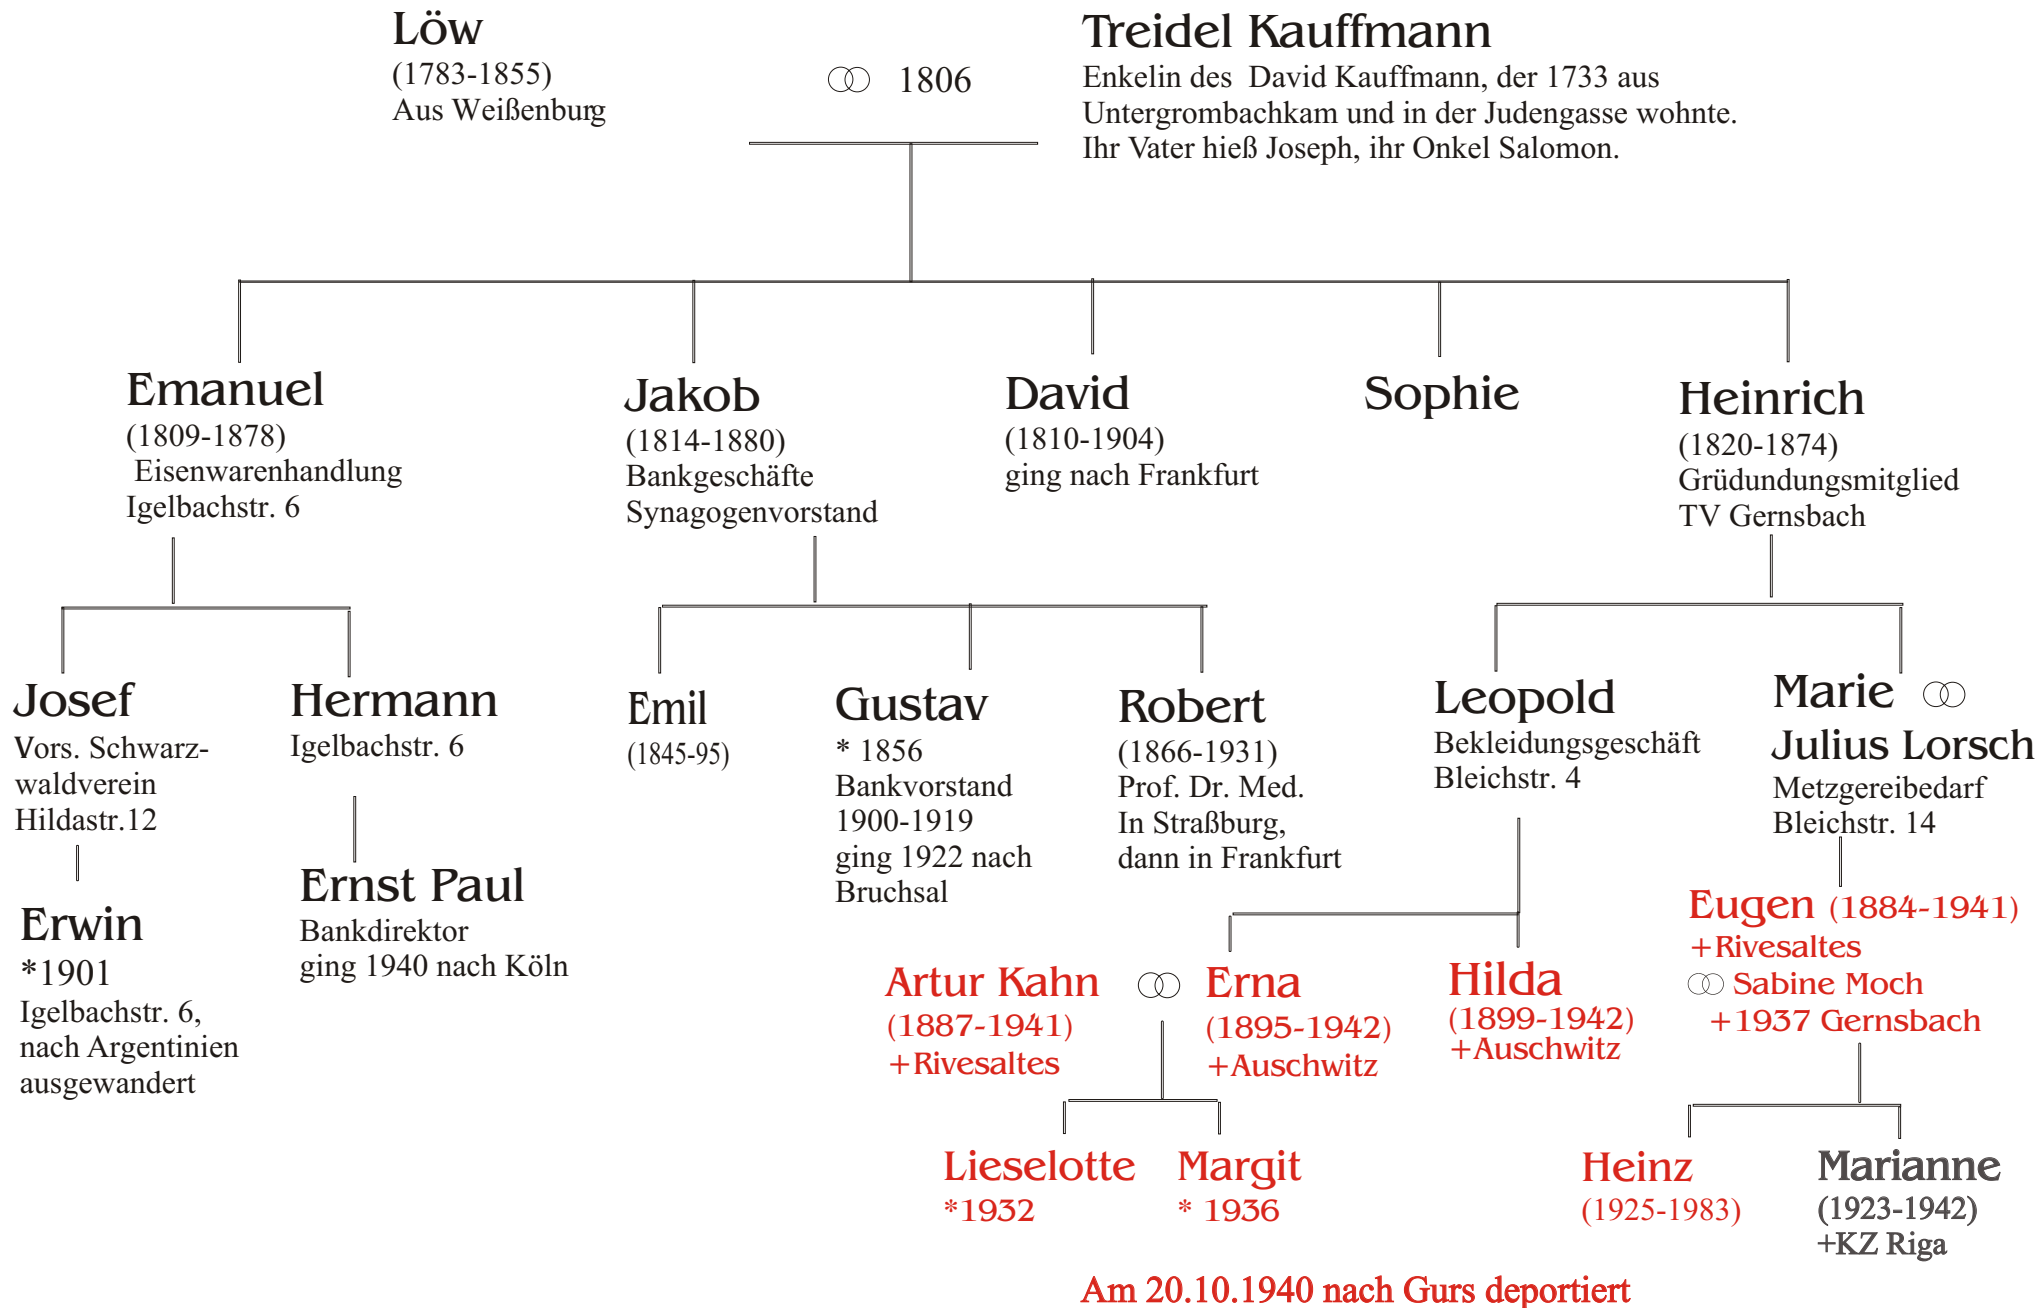 Löw
(1783-1855)
Aus Weißenburg
1806
Treidel Kauffmann
Enkelin des David Kauffmann, der 1733 aus
Untergrombachkam und in der Judengasse wohnte.
Ihr Vater hieß Joseph, ihr Onkel Salomon.
Emanuel
(1809-1878)
Eisenwarenhandlung
Igelbachstr. 6
Jakob
(1814-1880)
Bankgeschäfte
Synagogenvorstand
David
(1810-1904)
ging nach Frankfurt
Sophie
Heinrich
(1820-1874)
Grüdundungsmitglied
TV Gernsbach
Josef
Vors. Schwarz-
waldverein
Hildastr.12
Hermann
Igelbachstr. 6
Emil
(1845-95)
Gustav
* 1856
Bankvorstand
1900-1919
ging 1922 nach
Bruchsal
Robert
(1866-1931)
Prof. Dr. Med.
In Straßburg,
dann in Frankfurt
Leopold
Bekleidungsgeschäft
Bleichstr. 4
Marie
Julius Lorsch
Metzgereibedarf
Bleichstr. 14
Erwin
*1901
Igelbachstr. 6,
nach Argentinien
ausgewandert
Ernst Paul
Bankdirektor
ging 1940 nach Köln
Artur Kahn
(1887-1941)
+Rivesaltes
Erna
(1895-1942)
+Auschwitz
Hilda
(1899-1942)
+Auschwitz
Eugen (1884-1941)
+Rivesaltes
Sabine Moch
+1937 Gernsbach
Lieselotte
*1932
Margit
* 1936
Heinz
(1925-1983)
Marianne
(1923-1942)
+KZ Riga
Am 20.10.1940 nach Gurs deportiert